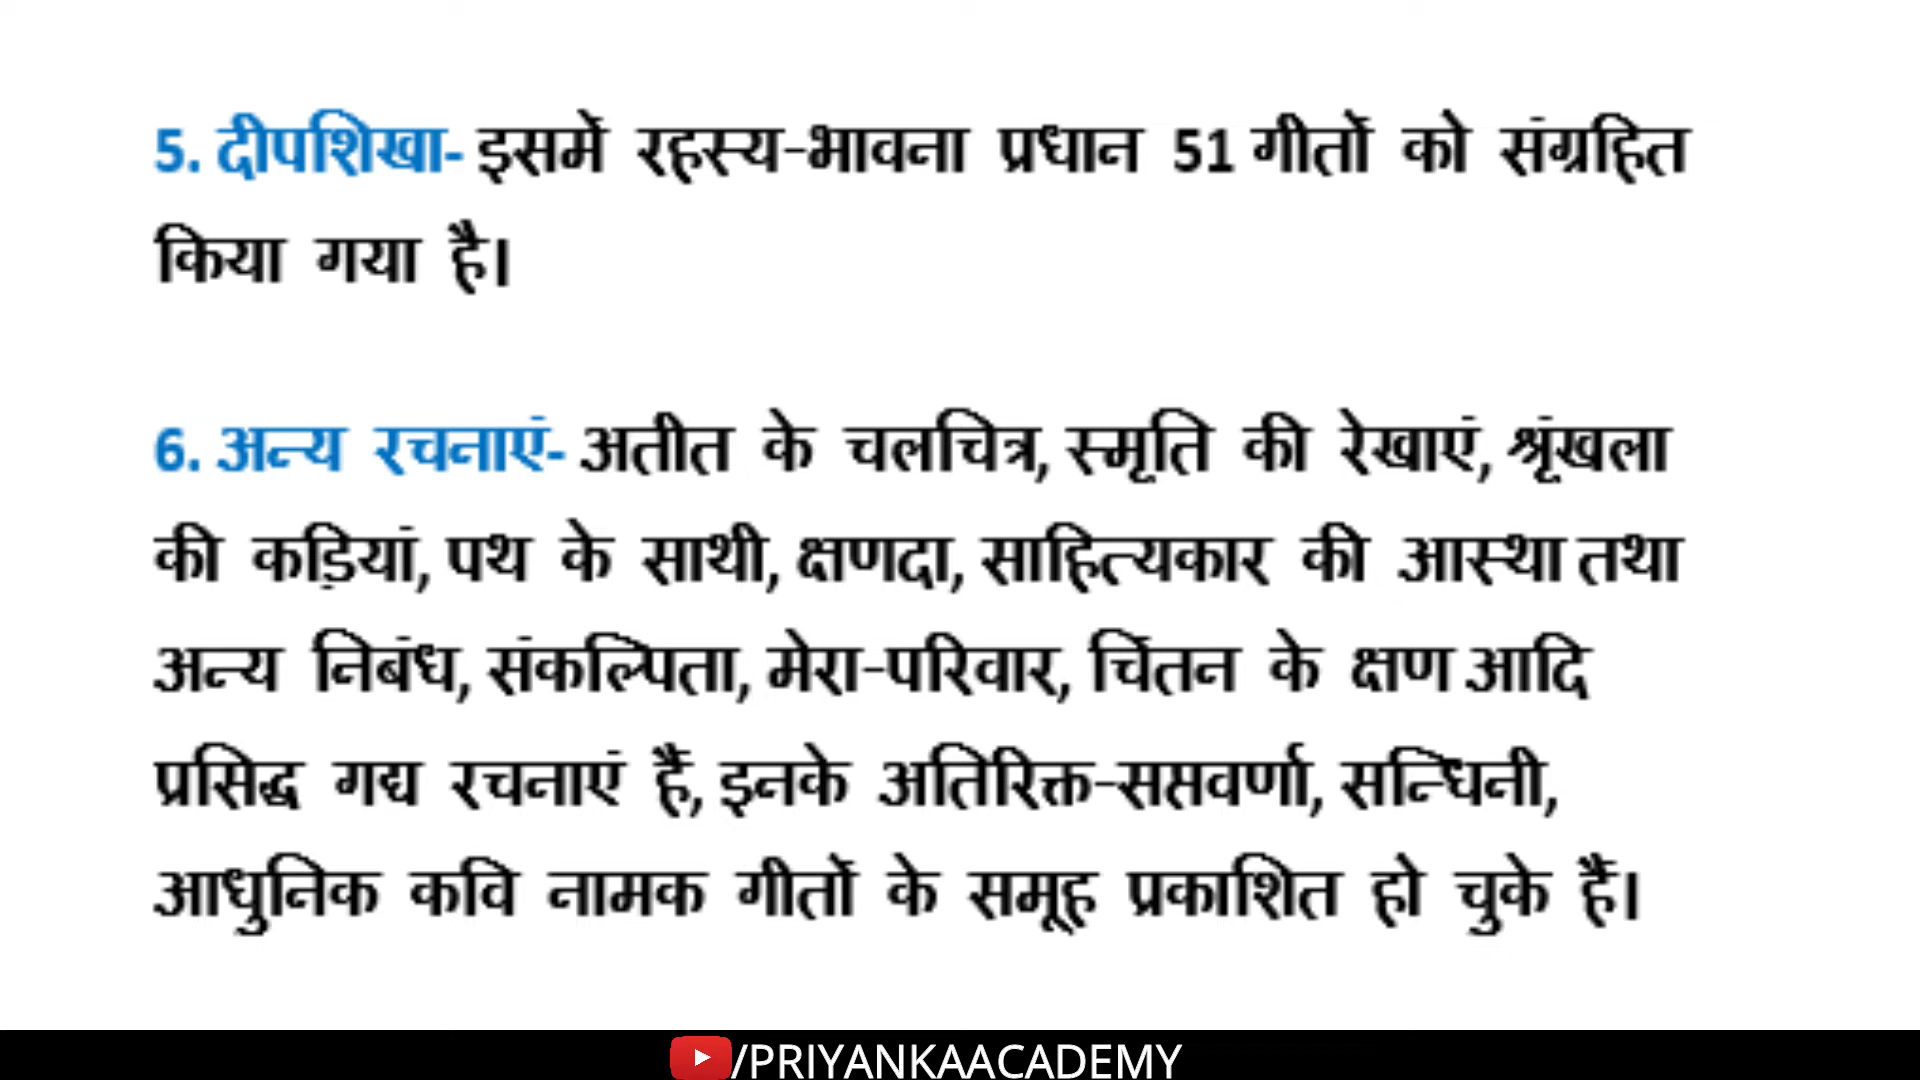 5. दीपशिखा- इसमें रहस्य-भावना प्रधान 51 गीतों को संग्रहित
किया गया है।
6. अन्य रचनाएं- अतीत के चलचित्र, स्मृति की रेखाएं, श्रृंखला
की कड़ियां, पथ के साथी, क्षणदा, साहित्यकार की आस्था तथा
अन्य निबंध, संकल्पिता, मेरा-परिवार, चिंतन के क्षण आदि
प्रसिद्ध गद्य रचनाएं हैं, इनके अतिरिक्त-सप्तवर्णा, सन्धिनी,
आधुनिक कवि नामक गीतों के समूह प्रकाशित हो चुके हैं।
/PRIYANKAACADEMY